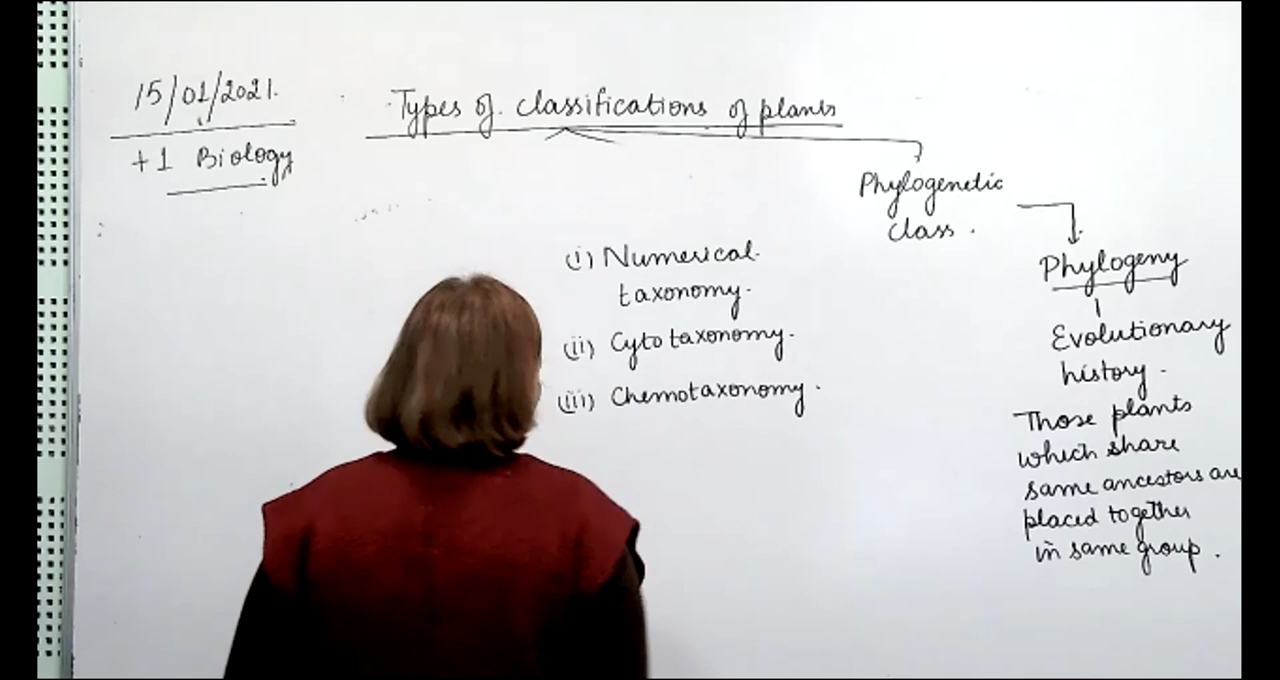 15/01/2021.
+1 Biology
Types of classifications of plants
Phylogenetic
class.
Phylogeny
Evolutionary
history.
Those plants
which share
same ancestors are
placed together
in same group.
(i) Numerical
taxonomy.
(ii) Cytotaxonomy.
(iii) Chemotaxonomy.